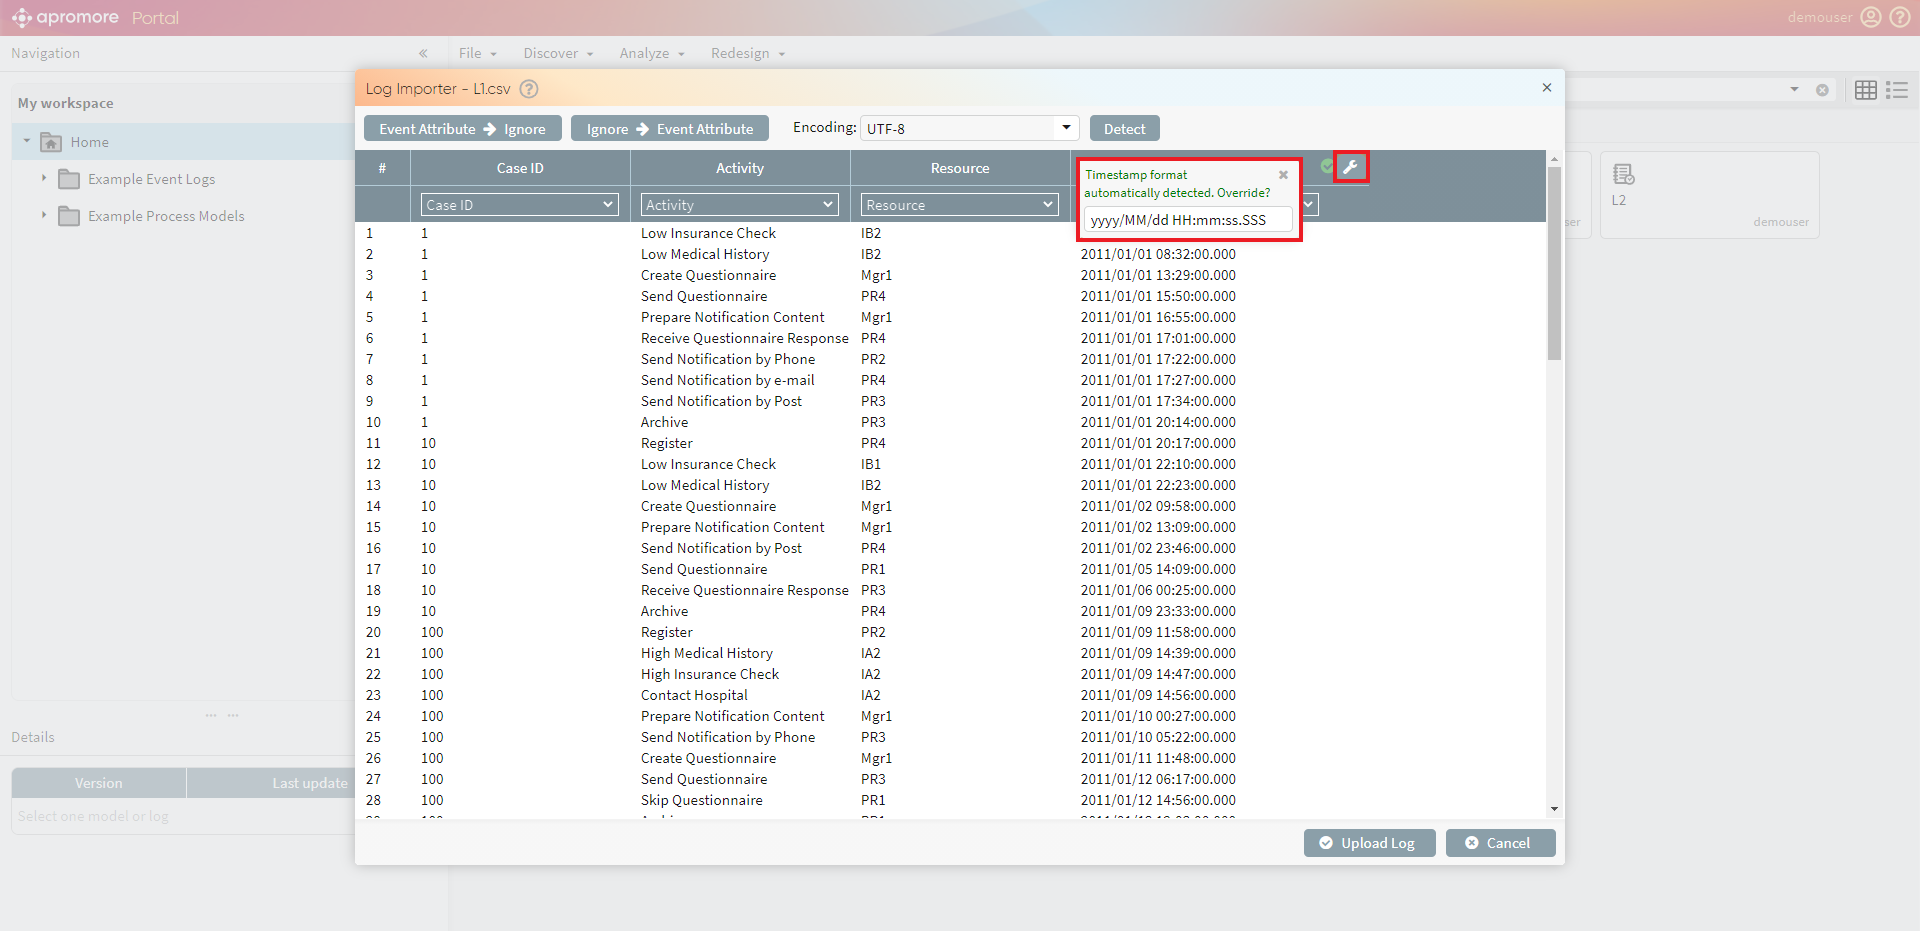 apromore Portal
demouser
Navigation
File
Discover
Analyze
Redesign
My workspace
Home
Example Event Logs
Example Process Models
Details
Version Last update
Select one model or log
Log Importer - L1.csv
Event Attribute → Ignore
Ignore → Event Attribute
Encoding: UTF-8
Detect
# Case ID Activity Resource
Case ID Activity Resource
Timestamp format
automatically detected. Override?
yyyy/MM/dd HH:mm:ss.SSS
1 1 Low Insurance Check IB2
2 1 Low Medical History IB2 2011/01/01 08:32:00.000
3 1 Create Questionnaire Mgr1 2011/01/01 13:29:00.000
4 1 Send Questionnaire PR4 2011/01/01 15:50:00.000
5 1 Prepare Notification Content Mgr1 2011/01/01 16:55:00.000
6 1 Receive Questionnaire Response PR4 2011/01/01 17:01:00.000
7 1 Send Notification by Phone PR2 2011/01/01 17:22:00.000
8 1 Send Notification by e-mail PR4 2011/01/01 17:27:00.000
9 1 Send Notification by Post PR3 2011/01/01 17:34:00.000
10 1 Archive PR3 2011/01/01 20:14:00.000
11 10 Register PR4 2011/01/01 20:17:00.000
12 10 Low Insurance Check IB1 2011/01/01 22:10:00.000
13 10 Low Medical History IB2 2011/01/01 22:23:00.000
14 10 Create Questionnaire Mgr1 2011/01/02 09:58:00.000
15 10 Prepare Notification Content Mgr1 2011/01/02 13:09:00.000
16 10 Send Notification by Post PR4 2011/01/02 23:46:00.000
17 10 Send Questionnaire PR1 2011/01/05 14:09:00.000
18 10 Receive Questionnaire Response PR3 2011/01/06 00:25:00.000
19 10 Archive PR4 2011/01/09 23:33:00.000
20 100 Register PR2 2011/01/09 11:58:00.000
21 100 High Medical History IA2 2011/01/09 14:39:00.000
22 100 High Insurance Check IA2 2011/01/09 14:47:00.000
23 100 Contact Hospital IA2 2011/01/09 14:56:00.000
24 100 Prepare Notification Content Mgr1 2011/01/10 00:27:00.000
25 100 Send Notification by Phone PR3 2011/01/10 05:22:00.000
26 100 Create Questionnaire Mgr1 2011/01/11 11:48:00.000
27 100 Send Questionnaire PR3 2011/01/12 06:17:00.000
28 100 Skip Questionnaire PR1 2011/01/12 14:56:00.000
Upload Log
Cancel
L2
demouser